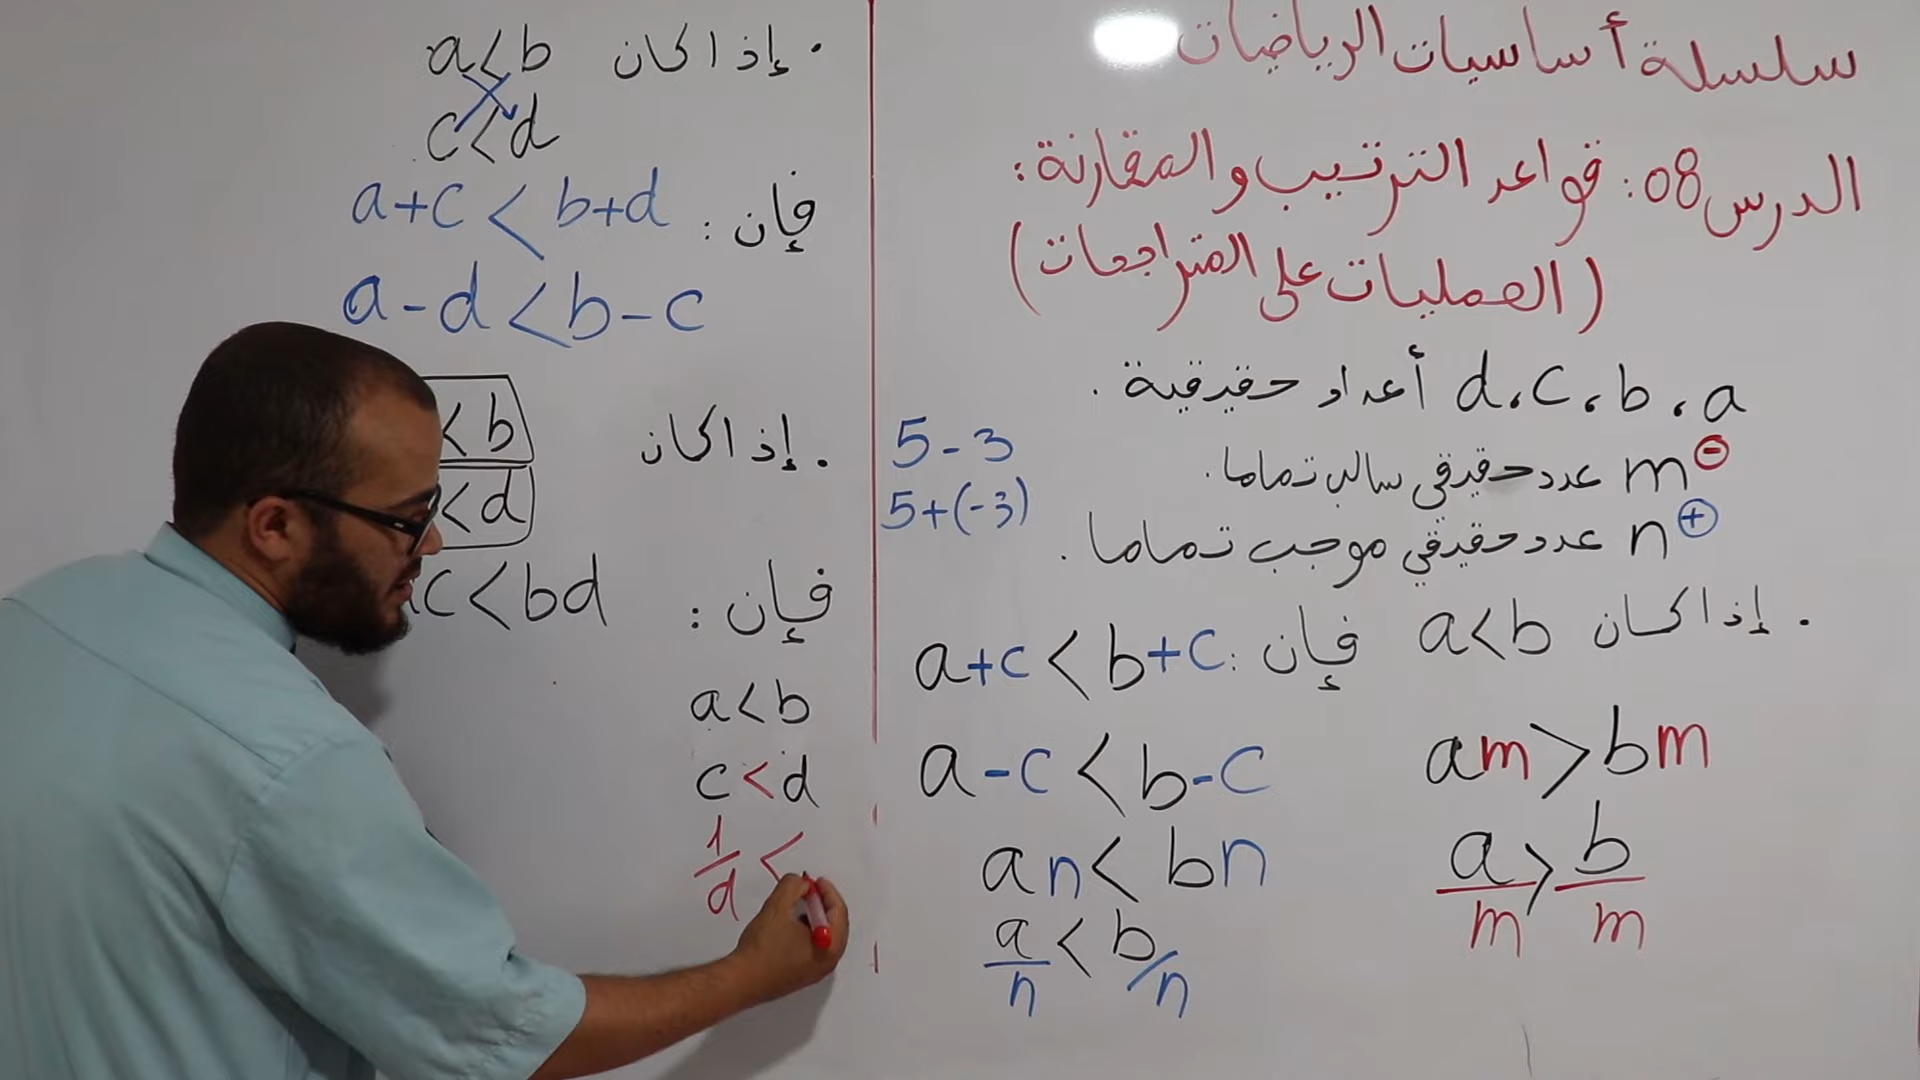 سلسلة أساسيات الرياضيات
الدرس 08: قواعد الترتيب والمقارنة:
(العمليات على المتراجحات)
a، b، c، d أعداد حقيقية.
m⊖ عدد حقيقي سالب تماما.
n⊕ عدد حقيقي موجب تماما.
5-3
5+(-3)
. إذا كان a<b فإن: a+c<b+c
am>bm
a-c<b-c
a/m>b/m
an<bn
a/n<b/n
. إذا كان a<b
c<d
فإن: a+c<b+d
a-d<b-c
. إذا كان <b
<d
فإن: c<bd
a<b
c<d
1/d<